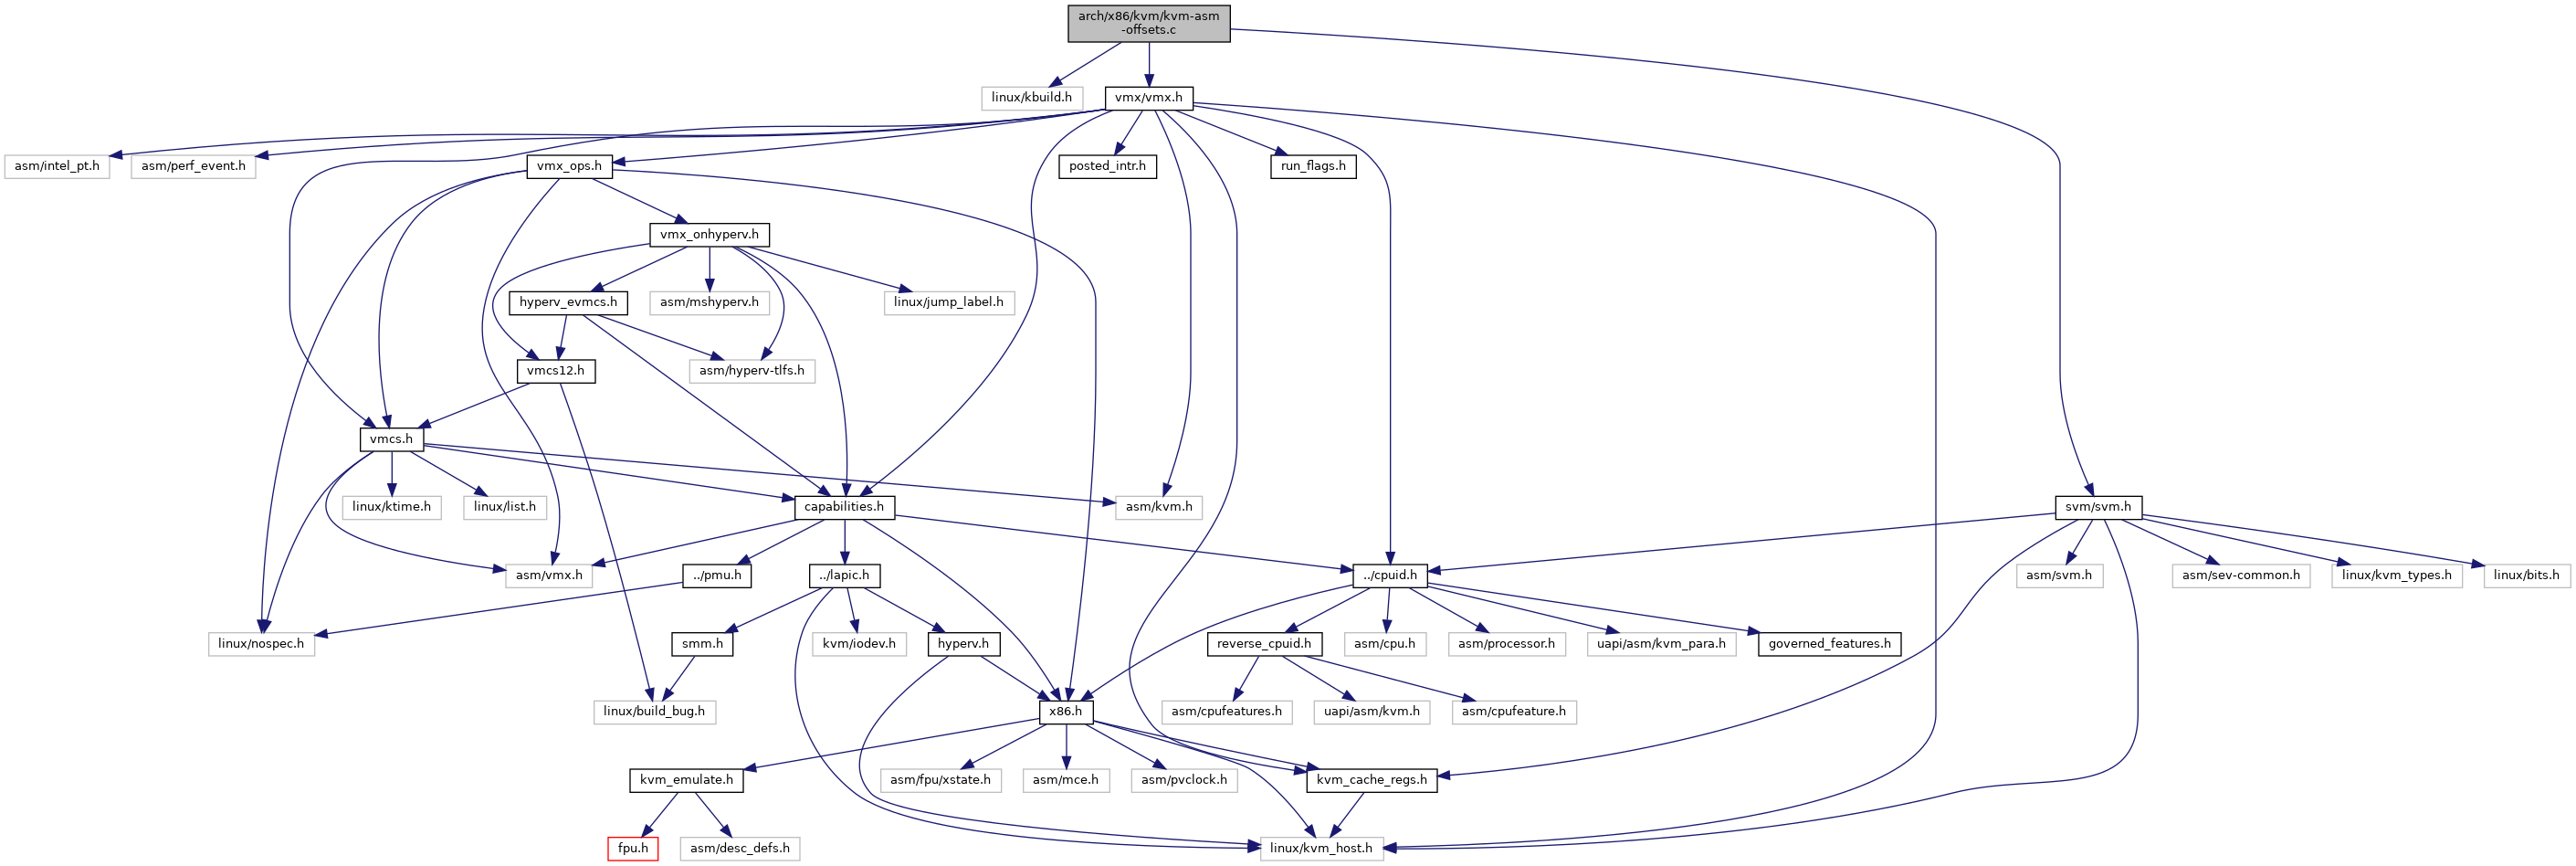 arch/x86/kvm/kvm-asm
-offsets.c
linux/kbuild.h
vmx/vmx.h
asm/intel_pt.h
asm/perf_event.h
vmx_ops.h
posted_intr.h
run_flags.h
vmx_onhyperv.h
hyperv_evmcs.h
asm/mshyperv.h
linux/jump_label.h
vmcs12.h
asm/hyperv-tlfs.h
vmcs.h
linux/ktime.h
linux/list.h
capabilities.h
asm/kvm.h
svm/svm.h
asm/vmx.h
../pmu.h
../lapic.h
../cpuid.h
asm/svm.h
asm/sev-common.h
linux/kvm_types.h
linux/bits.h
linux/nospec.h
smm.h
kvm/iodev.h
hyperv.h
reverse_cpuid.h
asm/cpu.h
asm/processor.h
uapi/asm/kvm_para.h
governed_features.h
linux/build_bug.h
x86.h
asm/cpufeatures.h
uapi/asm/kvm.h
asm/cpufeature.h
kvm_emulate.h
asm/fpu/xstate.h
asm/mce.h
asm/pvclock.h
kvm_cache_regs.h
fpu.h
asm/desc_defs.h
linux/kvm_host.h